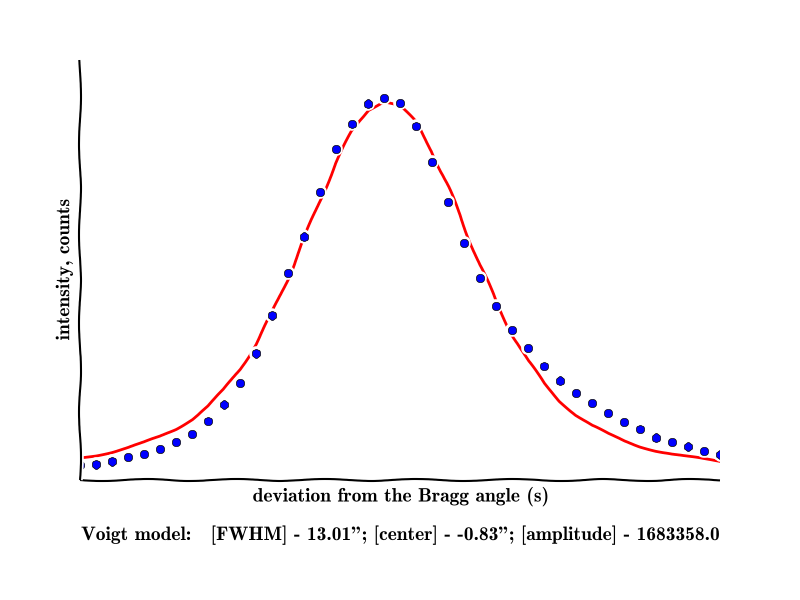 intensity, counts
deviation from the Bragg angle (s)
Voigt model: [FWHM] - 13.01”; [center] - -0.83”; [amplitude] - 1683358.0